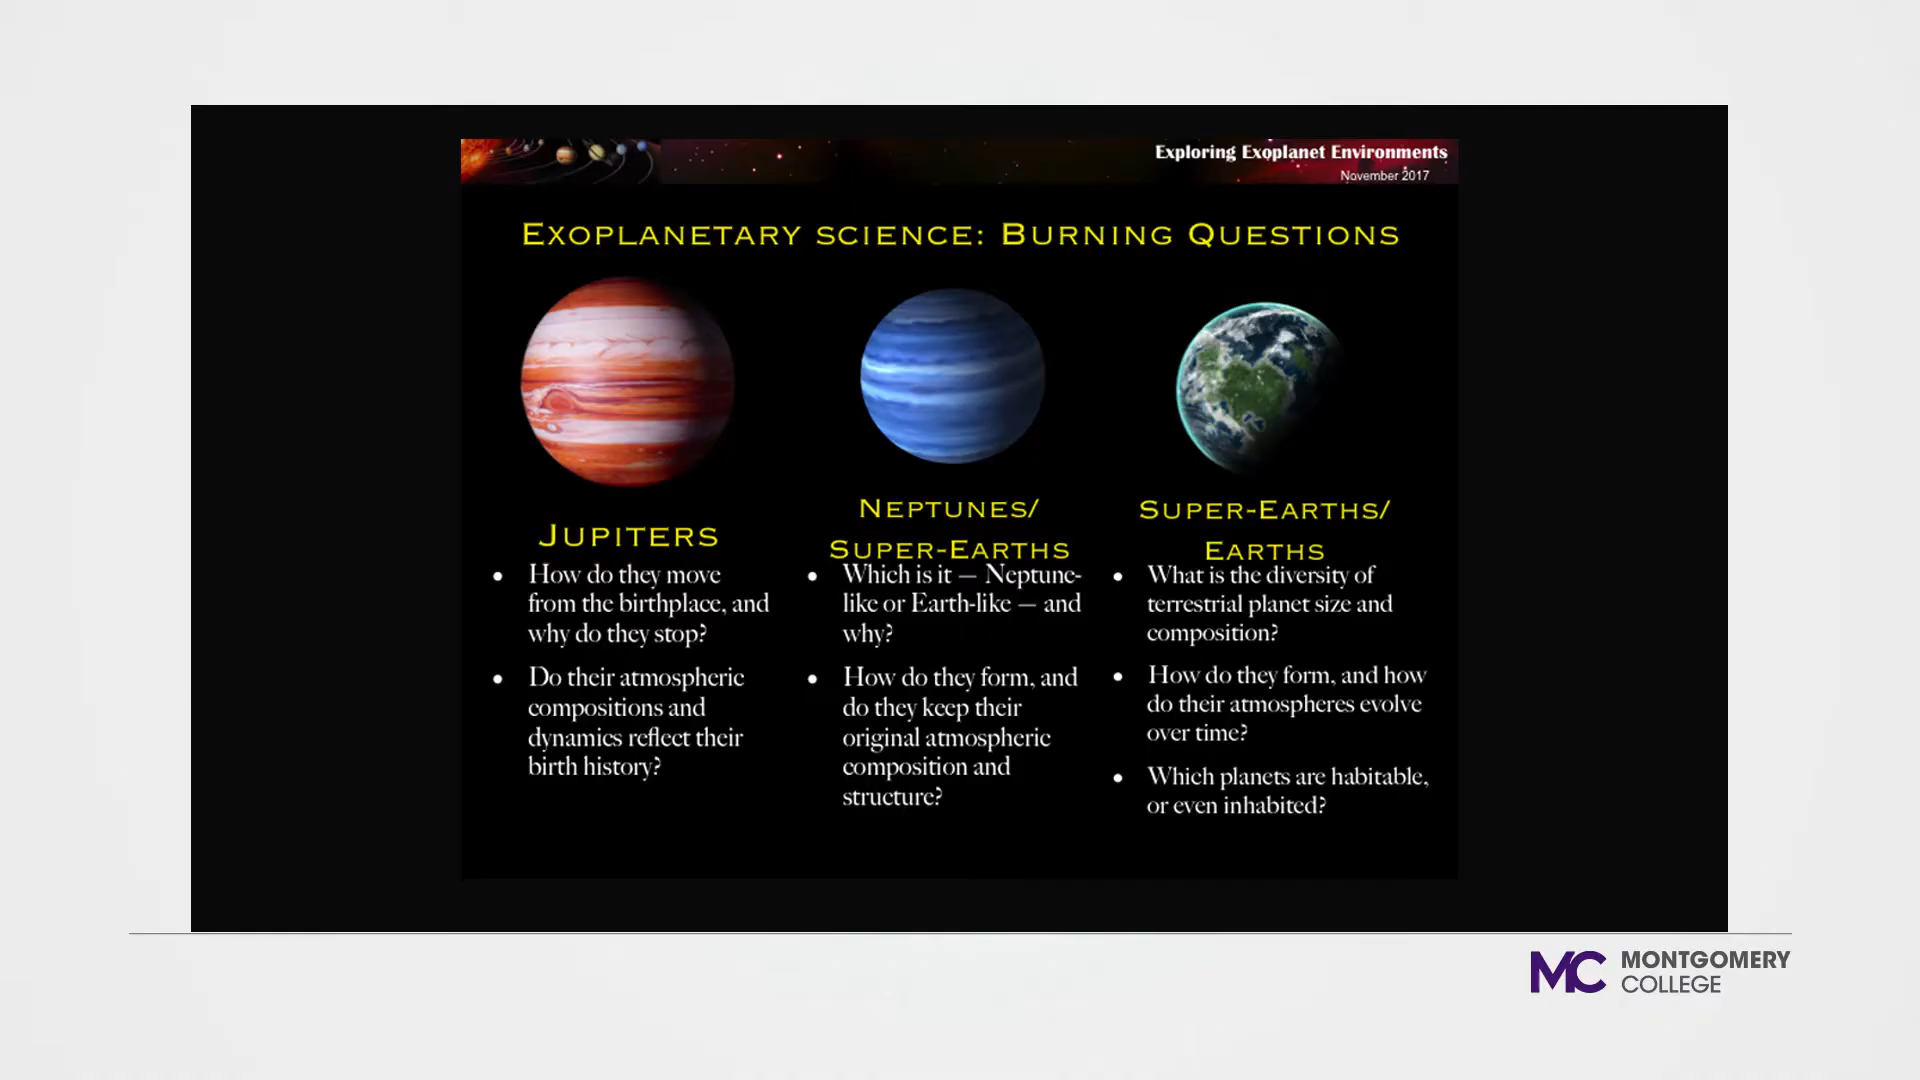 Exploring Exoplanet Environments
November 2017
Exoplanetary science: Burning Questions
Jupiters
• How do they move
from the birthplace, and
why do they stop?
• Do their atmospheric
compositions and
dynamics reflect their
birth history?
Neptunes/
Super-Earths
• Which is it — Neptune-
like or Earth-like — and
why?
• How do they form, and
do they keep their
original atmospheric
composition and
structure?
Super-Earths/
Earths
• What is the diversity of
terrestrial planet size and
composition?
• How do they form, and how
do their atmospheres evolve
over time?
• Which planets are habitable,
or even inhabited?
MC MONTGOMERY
COLLEGE